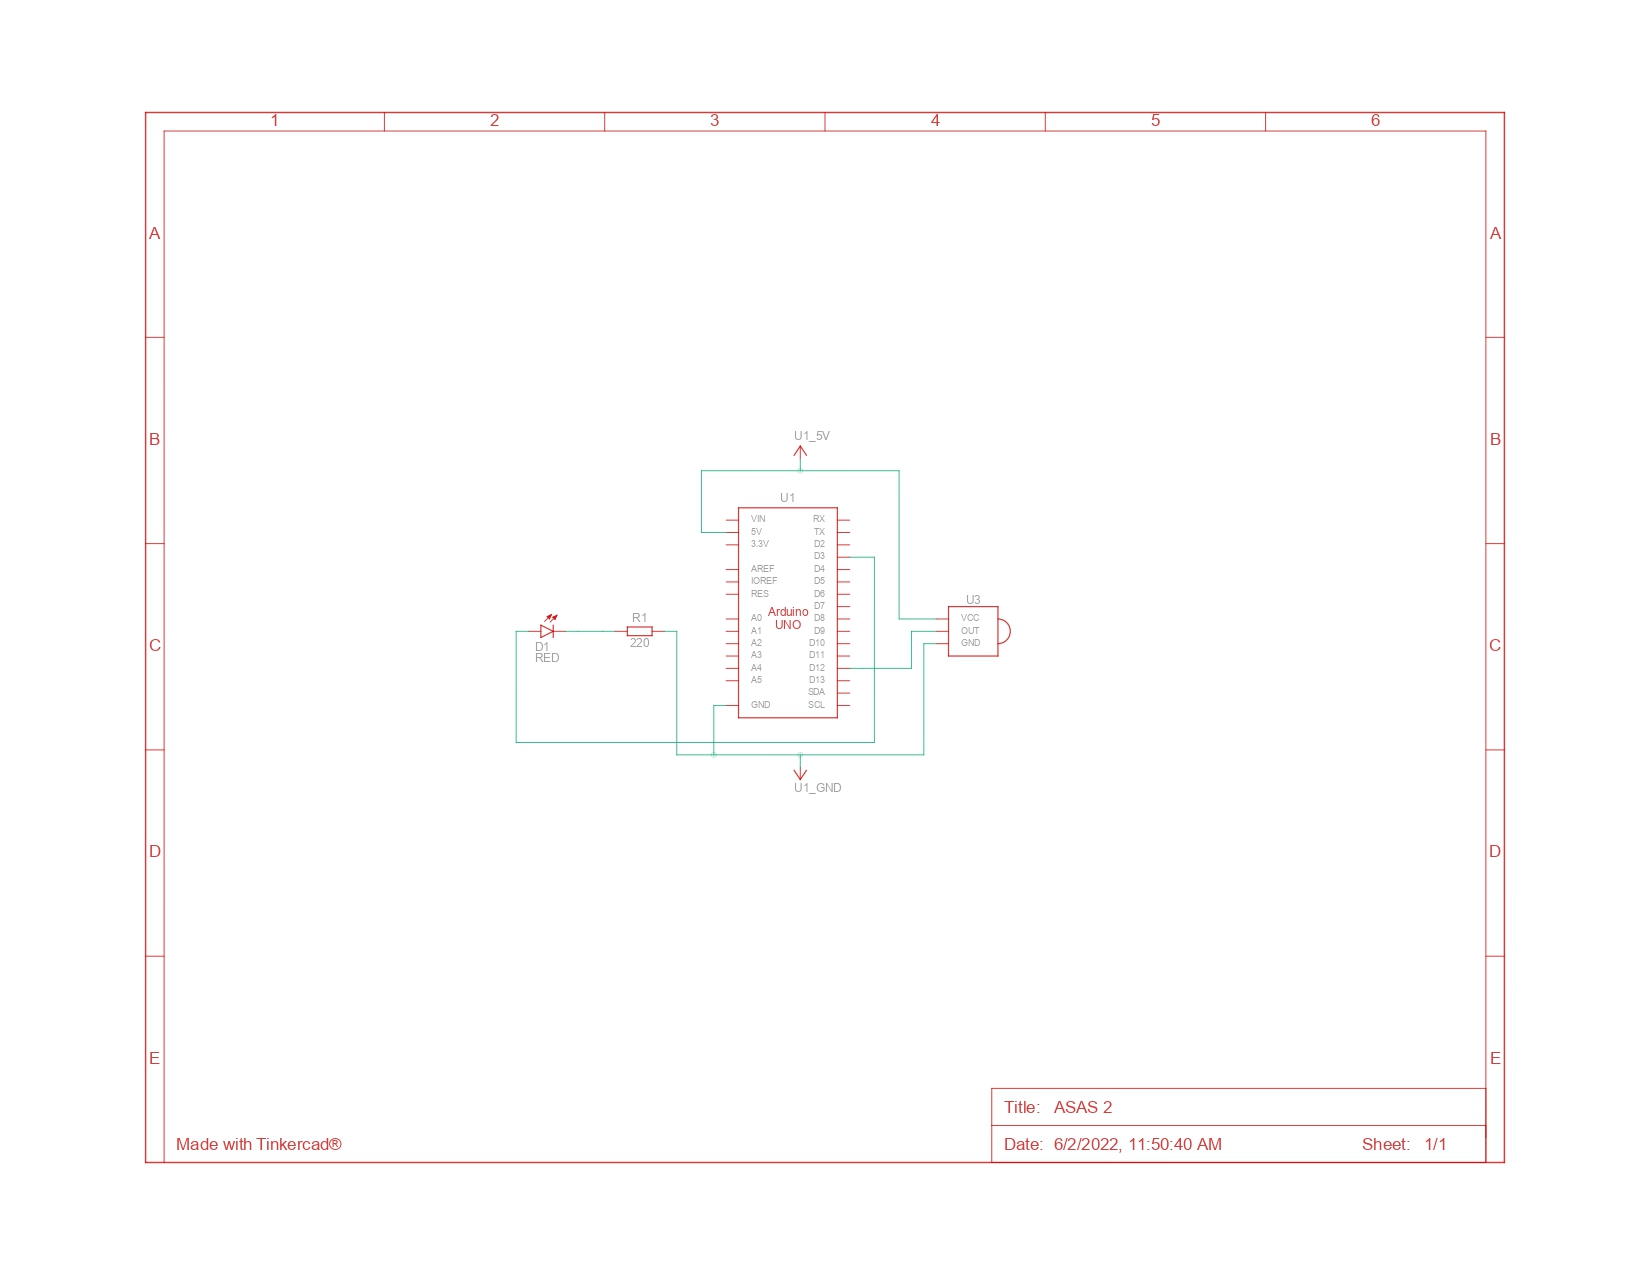 1 2 3 4 5 6
A A
U1_5V
B B
U1
VIN RX
5V TX
3.3V D2
D3
AREF D4
IOREF D5
RES D6
D7
A0 D8
A1 D9
A2 D10
A3 D11
A4 D12
A5 D13
SDA
GND SCL
Arduino
UNO
U3
VCC
OUT
GND
R1
220
D1
RED
C C
U1_GND
D D
E E
Title: ASAS 2
Made with Tinkercad®
Date: 6/2/2022, 11:50:40 AM Sheet: 1/1